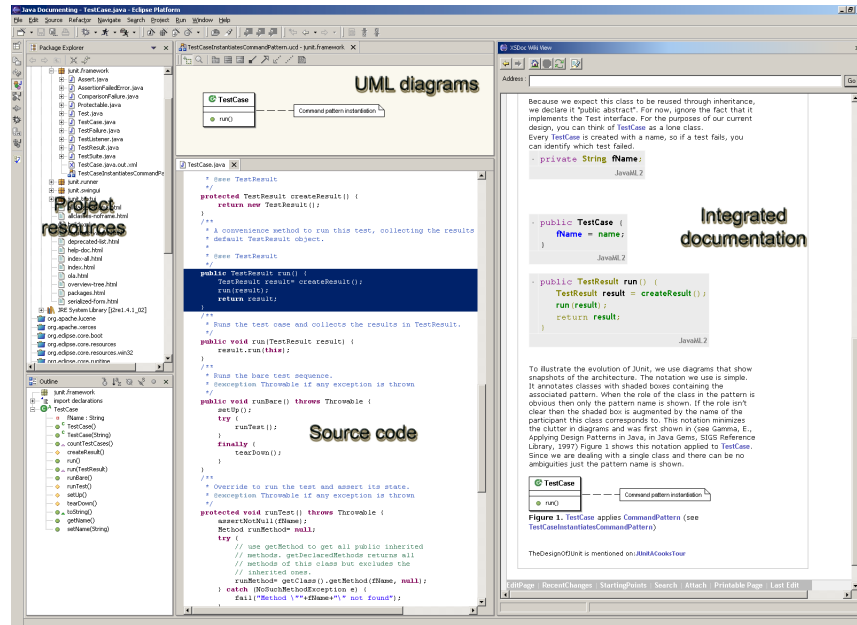 Java Documenting - TestCase.java - Eclipse Platform
File Edit Source Refactor Navigate Search Project Run Window Help
Package Explorer
junit.framework
Assert.java
AssertionFailedError.java
ComparisonFailure.java
Protectable.java
Test.java
TestCase.java
TestFailure.java
TestListener.java
TestResult.java
TestSuite.java
TestCase.java.out.xml
TestCaseInstantiatesCommandPa
junit.runner
junit.swingui
Project
resources
allclasses-noframe.html
deprecated-list.html
help-doc.html
index-all.html
index.html
ola.html
overview-tree.html
packages.html
serialized-form.html
JRE System Library [j2re1.4.1_02]
org.apache.lucene
org.apache.xerces
org.eclipse.core.boot
org.eclipse.core.resources
org.eclipse.core.resources.win32
org.eclipse.core.runtime
Outline
junit.framework
import declarations
TestCase
fName : String
TestCase()
TestCase(String)
countTestCases()
createResult()
run()
run(TestResult)
runBare()
runTest()
setUp()
tearDown()
toString()
getName()
setName(String)
TestCaseInstantiatesCommandPattern.ucd - junit.framework
UML diagrams
TestCase
run()
Command pattern instantiation
TestCase.java
* @see TestResult
*/
protected TestResult createResult() {
return new TestResult();
}
/**
* A convenience method to run this test, collecting the results
* default TestResult object.
*
* @see TestResult
*/
public TestResult run() {
TestResult result= createResult();
run(result);
return result;
}
/**
* Runs the test case and collects the results in TestResult.
*/
public void run(TestResult result) {
result.run(this);
}
/**
* Runs the bare test sequence.
* @exception Throwable if any exception is thrown
*/
public void runBare() throws Throwable {
setUp();
try {
runTest();
}
finally {
tearDown();
}
}
Source code
/**
* Override to run the test and assert its state.
* @exception Throwable if any exception is thrown
*/
protected void runTest() throws Throwable {
assertNotNull(fName);
Method runMethod= null;
try {
// use getMethod to get all public inherited
// methods. getDeclaredMethods returns all
// methods of this class but excludes the
// inherited ones.
runMethod= getClass().getMethod(fName, null);
} catch (NoSuchMethodException e) {
fail("Method \""+fName+"\" not found");
}
XSDoc Wiki View
Address:
Go
Because we expect this class to be reused through inheritance,
we declare it "public abstract". For now, ignore the fact that it
implements the Test interface. For the purposes of our current
design, you can think of TestCase as a lone class.
Every TestCase is created with a name, so if a test fails, you
can identify which test failed.
- private String fName;
JavaML2
- public TestCase {
fName = name;
}
JavaML2
Integrated
documentation
- public TestResult run() {
TestResult result = createResult();
run(result);
return result;
}
JavaML2
To illustrate the evolution of JUnit, we use diagrams that show
snapshots of the architecture. The notation we use is simple.
It annotates classes with shaded boxes containing the
associated pattern. When the role of the class in the pattern is
obvious then only the pattern name is shown. If the role isn't
clear then the shaded box is augmented by the name of the
participant this class corresponds to. This notation minimizes
the clutter in diagrams and was first shown in (see Gamma, E.,
Applying Design Patterns in Java, in Java Gems, SIGS Reference
Library, 1997) Figure 1 shows this notation applied to TestCase.
Since we are dealing with a single class and there can be no
ambiguities just the pattern name is shown.
TestCase
run()
Command pattern instantiation
Figure 1. TestCase applies CommandPattern (see
TestCaseInstantiatesCommandPattern)
TheDesignOfJUnit is mentioned on:JUnitACooksTour
EditPage | RecentChanges | StartingPoints | Search | Attach | Printable Page | Last Edit